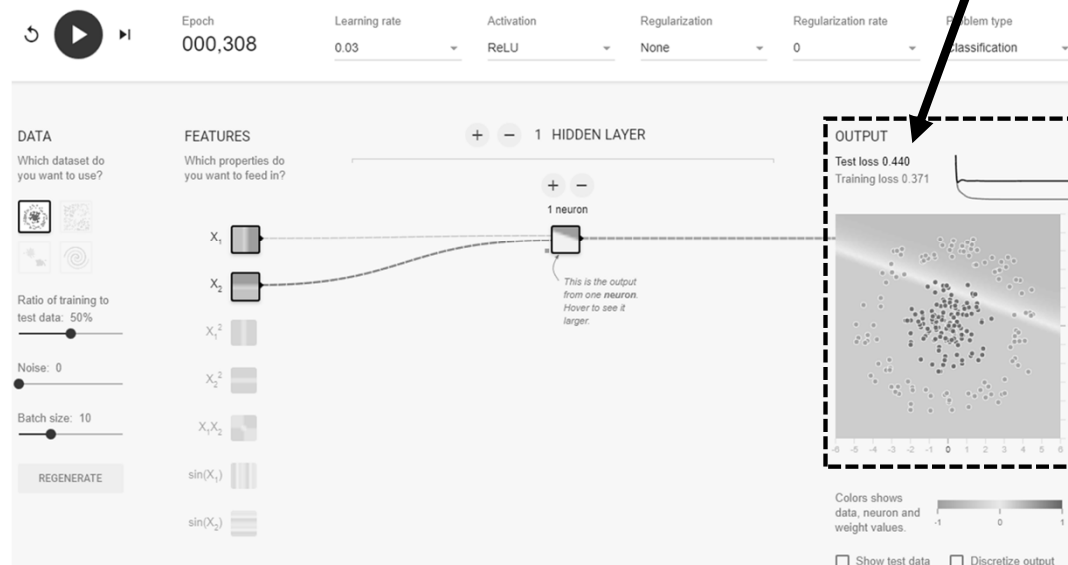 Epoch
000,308
Learning rate
0.03
Activation
ReLU
Regularization
None
Regularization rate
0
Problem type
Classification
DATA
Which dataset do
you want to use?
Ratio of training to
test data: 50%
Noise: 0
Batch size: 10
REGENERATE
FEATURES
Which properties do
you want to feed in?
X₁
X₂
X₁²
X₂²
X₁X₂
sin(X₁)
sin(X₂)
+ − 1 HIDDEN LAYER
+ −
1 neuron
This is the output
from one neuron.
Hover to see it
larger.
OUTPUT
Test loss 0.440
Training loss 0.371
-6 -5 -4 -3 -2 -1 0 1 2 3 4 5 6
Colors shows
data, neuron and
weight values.
-1 0 1
Show test data
Discretize output